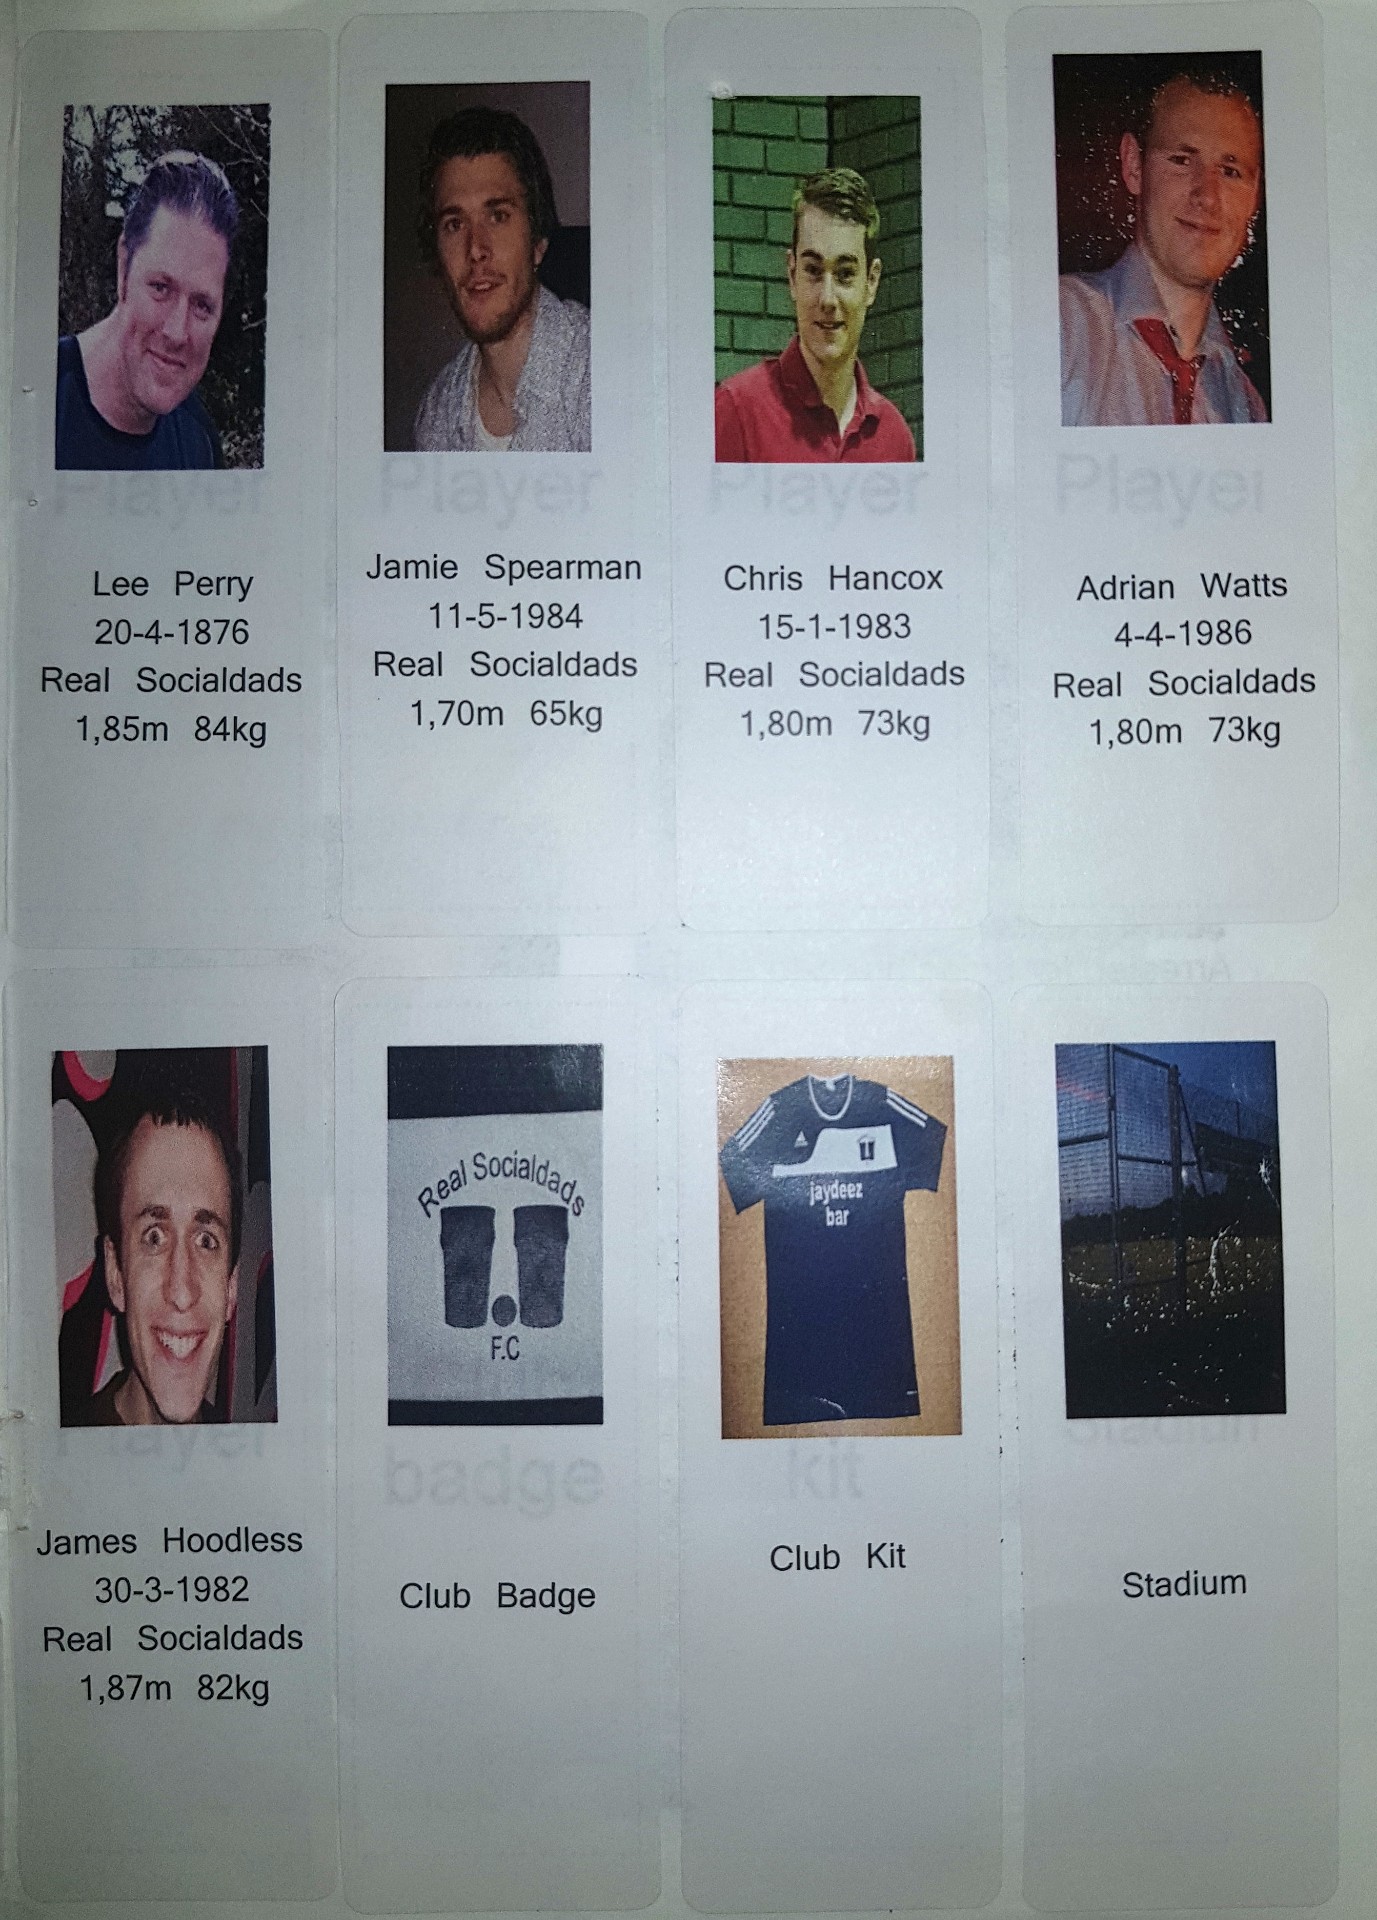 Player
Lee Perry
20-4-1876
Real Socialdads
1,85m 84kg
Player
Jamie Spearman
11-5-1984
Real Socialdads
1,70m 65kg
Player
Chris Hancox
15-1-1983
Real Socialdads
1,80m 73kg
Player
Adrian Watts
4-4-1986
Real Socialdads
1,80m 73kg
Player
James Hoodless
30-3-1982
Real Socialdads
1,87m 82kg
Real Socialdads
F.C
badge
Club Badge
jaydeez
bar
kit
Club Kit
Stadium
Stadium